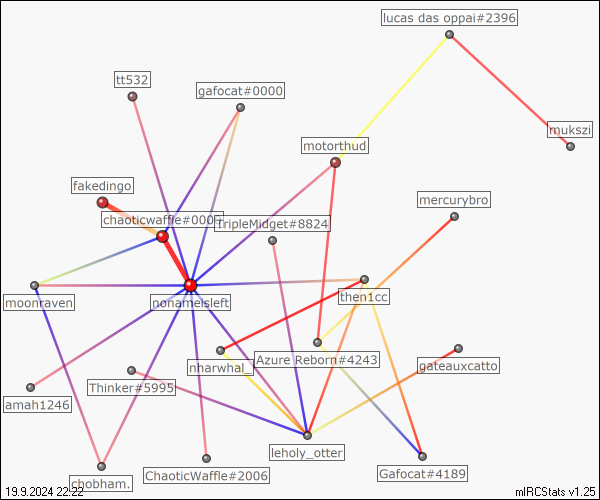 lucas das oppai#2396
tt532
gafocat#0000
mukszi
motorthud
fakedingo
mercurybro
chaoticwaffle#000
TripleMidget#8824
moonraven
nonameisleft
then1cc
nharwhal_
Azure Reborn#4243
gateauxcatto
Thinker#5995
amah1246
leholy_otter
chobham.
ChaoticWaffle#2006
Gafocat#4189
19.9.2024 22:22
mIRCStats v1.25